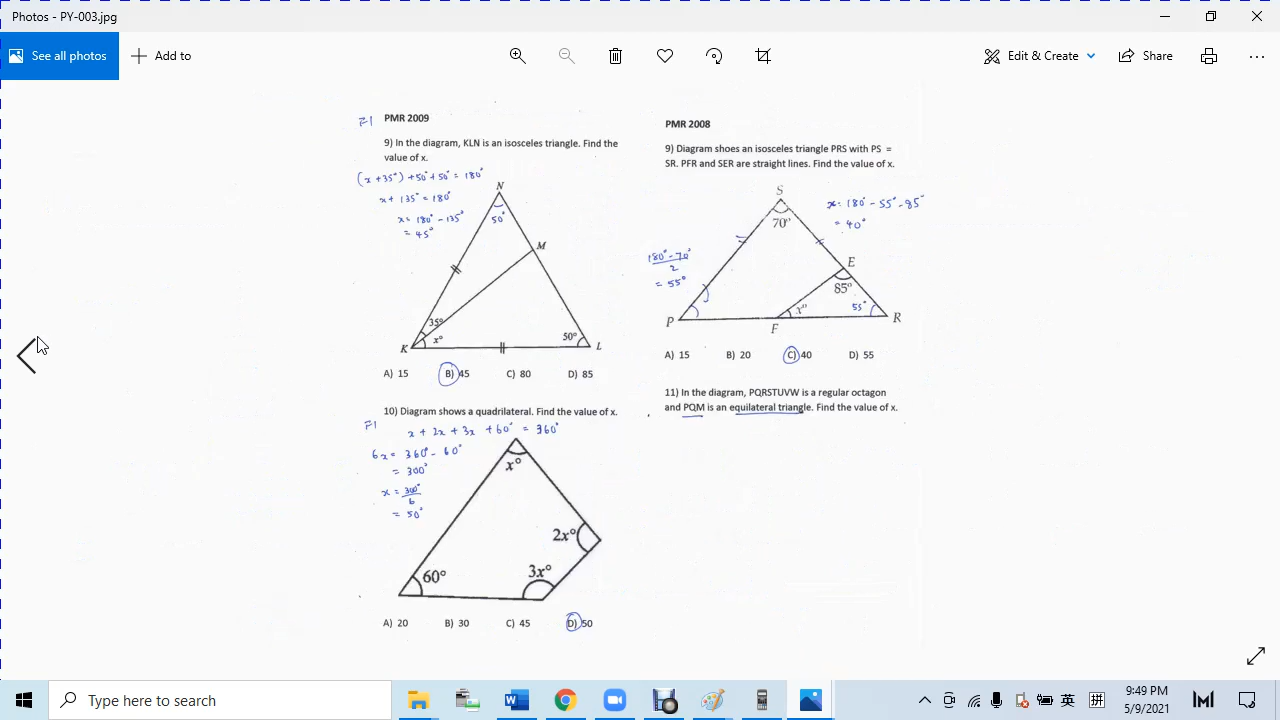 Photos - PY-003.jpg
See all photos
Add to
Edit & Create
Share
F1
PMR 2009
9) In the diagram, KLN is an isosceles triangle. Find the
value of x.
(x + 35°) + 50° + 50° = 180°
x + 135° = 180°
x = 180° - 135°
= 45°
N
50°
M
35°
x°
50°
K
L
A) 15 B) 45 C) 80 D) 85
10) Diagram shows a quadrilateral. Find the value of x.
F1
x + 2x + 3x + 60° = 360°
6x = 360° - 60°
= 300°
x = 300°/6
= 50°
x°
2x°
3x°
60°
A) 20 B) 30 C) 45 D) 50
PMR 2008
9) Diagram shoes an isosceles triangle PRS with PS =
SR. PFR and SER are straight lines. Find the value of x.
S
x = 180° - 55° - 85°
= 40°
70°
180° - 70°
2
= 55°
E
85°
x°
55°
P
F
R
A) 15 B) 20 C) 40 D) 55
11) In the diagram, PQRSTUVW is a regular octagon
and PQM is an equilateral triangle. Find the value of x.
Type here to search
英
拼
9:49 PM
5/9/2021